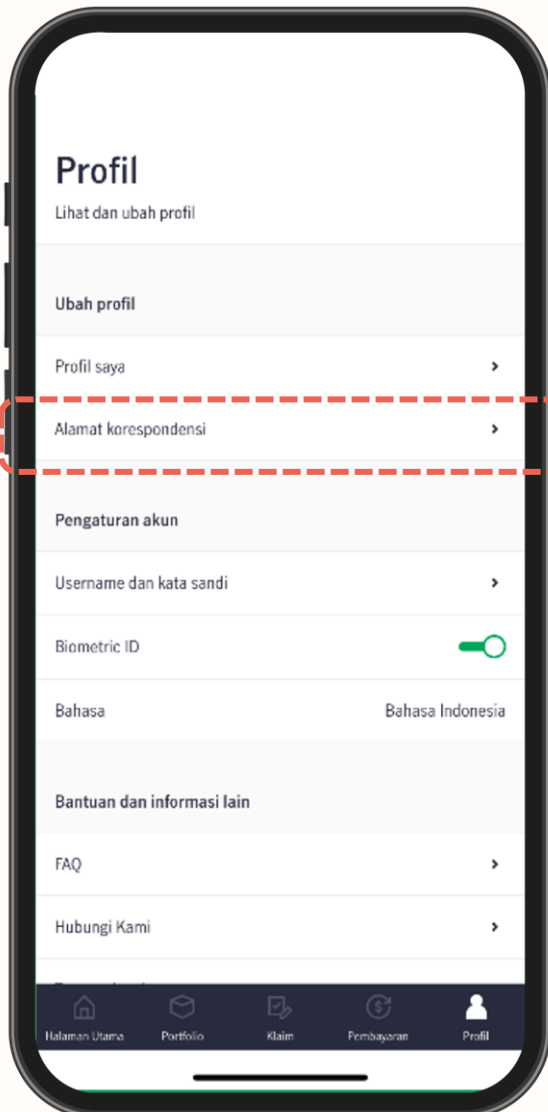 Profil
Lihat dan ubah profil
Ubah profil
Profil saya
Alamat korespondensi
Pengaturan akun
Username dan kata sandi
Biometric ID
Bahasa Bahasa Indonesia
Bantuan dan informasi lain
FAQ
Hubungi Kami
Halaman Utama Portfolio Klaim Pembayaran Profil